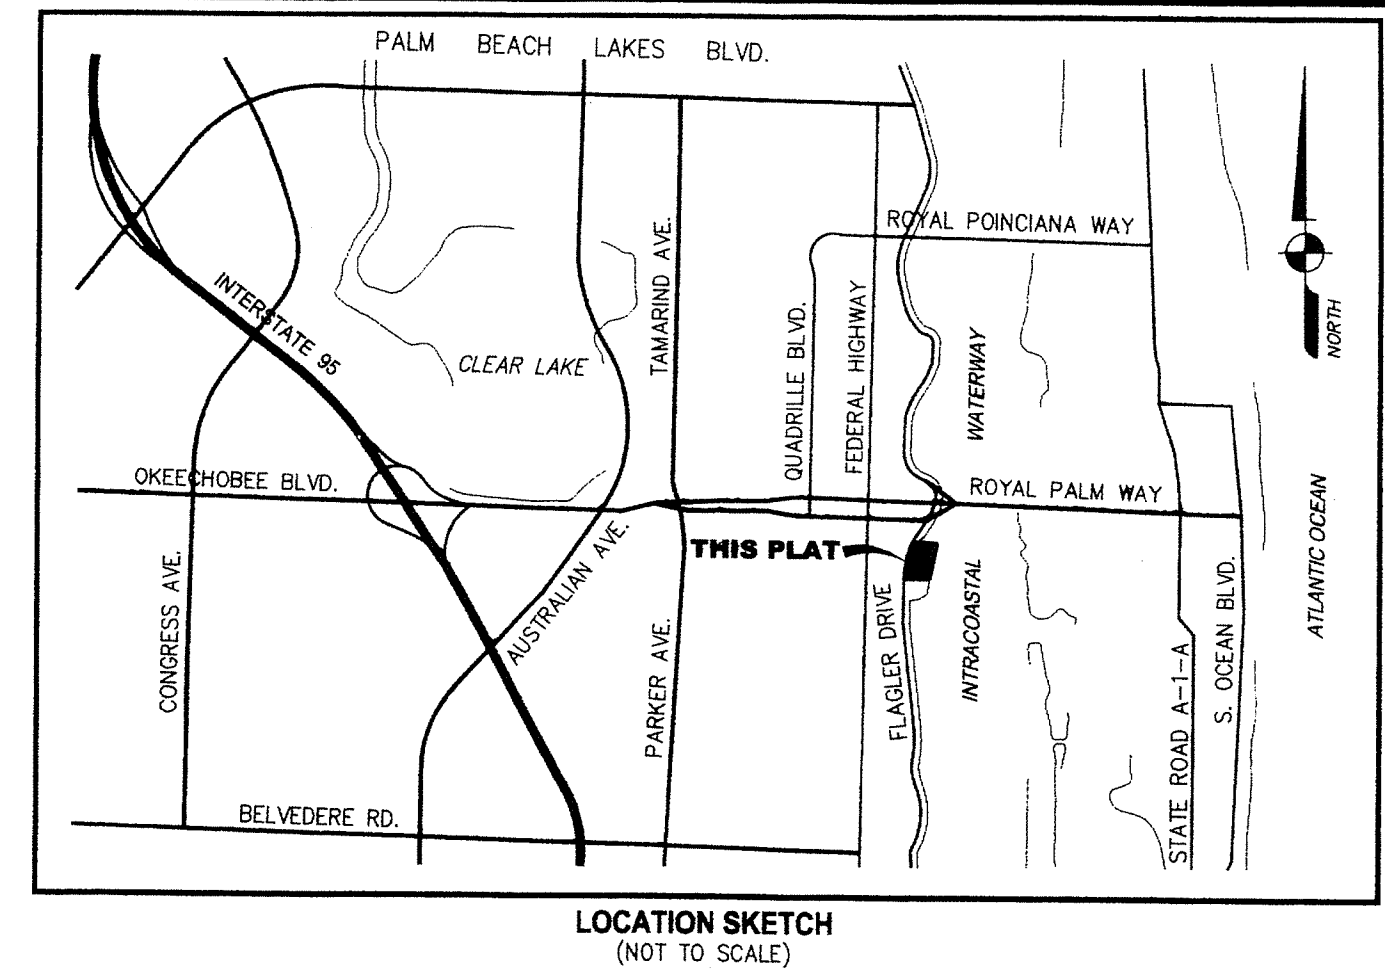 PALM BEACH LAKES BLVD.
ROYAL POINCIANA WAY
INTERSTATE 95
CLEAR LAKE
TAMARIND AVE.
QUADRILLE BLVD.
FEDERAL HIGHWAY
WATERWAY
NORTH
OKEECHOBEE BLVD.
ROYAL PALM WAY
THIS PLAT
AUSTRALIAN AVE.
CONGRESS AVE.
PARKER AVE.
FLAGLER DRIVE
INTRACOASTAL
STATE ROAD A-1-A
S. OCEAN BLVD.
ATLANTIC OCEAN
BELVEDERE RD.
LOCATION SKETCH
(NOT TO SCALE)